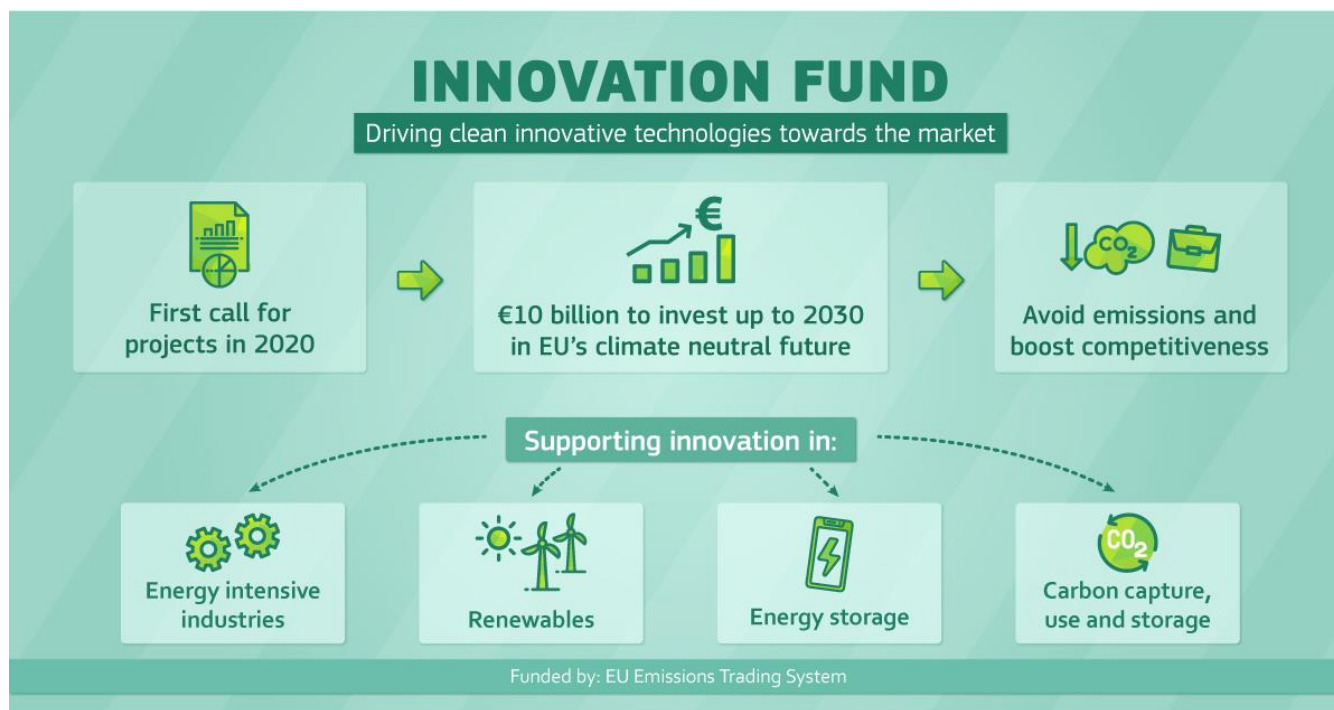 INNOVATION FUND
Driving clean innovative technologies towards the market
First call for
projects in 2020
€
€10 billion to invest up to 2030
in EU's climate neutral future
CO₂
Avoid emissions and
boost competitiveness
Supporting innovation in:
Energy intensive
industries
Renewables
Energy storage
CO₂
Carbon capture,
use and storage
Funded by: EU Emissions Trading System